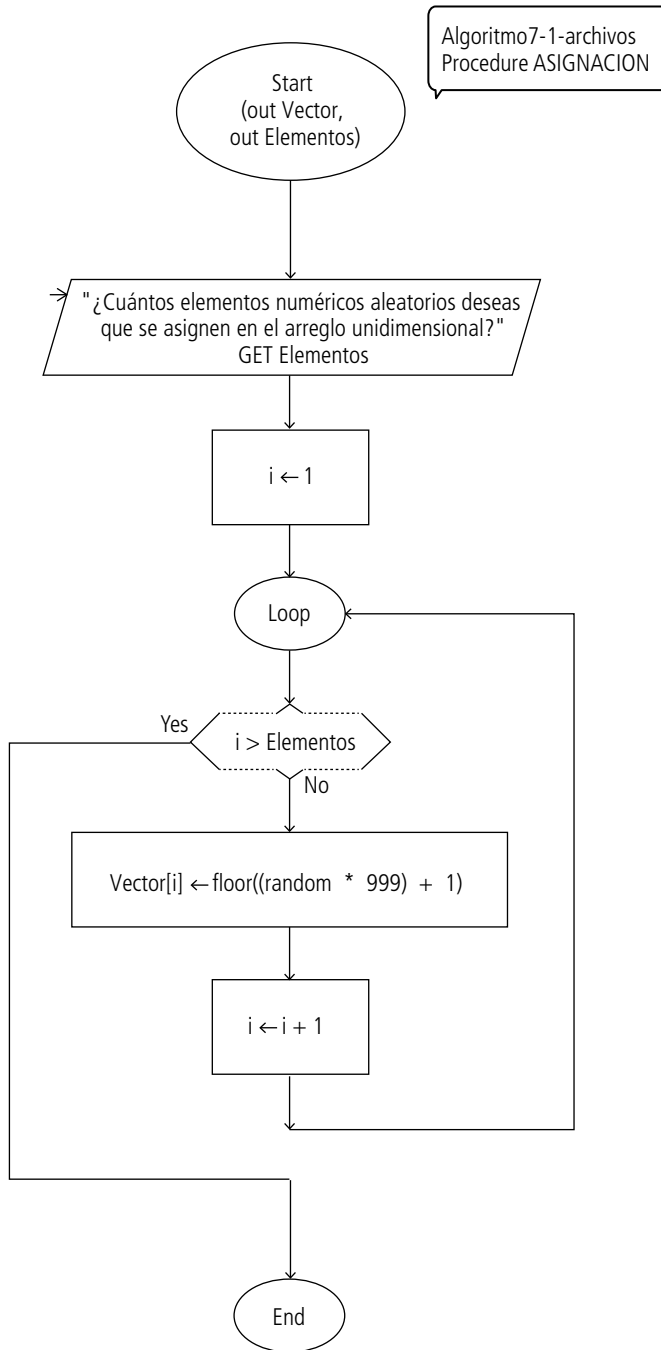 Algoritmo7-1-archivos
Procedure ASIGNACION
Start
(out Vector,
out Elementos)
"¿Cuántos elementos numéricos aleatorios deseas
que se asignen en el arreglo unidimensional?"
GET Elementos
i ← 1
Loop
Yes
i > Elementos
No
Vector[i] ← floor((random * 999) + 1)
i ← i + 1
End